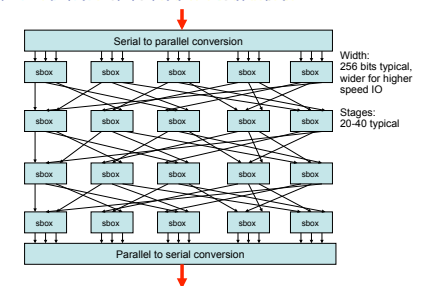 Serial to parallel conversion
Width:
256 bits typical,
wider for higher
speed IO
sbox sbox sbox sbox sbox
Stages:
20-40 typical
sbox sbox sbox sbox sbox
sbox sbox sbox sbox sbox
sbox sbox sbox sbox sbox
Parallel to serial conversion